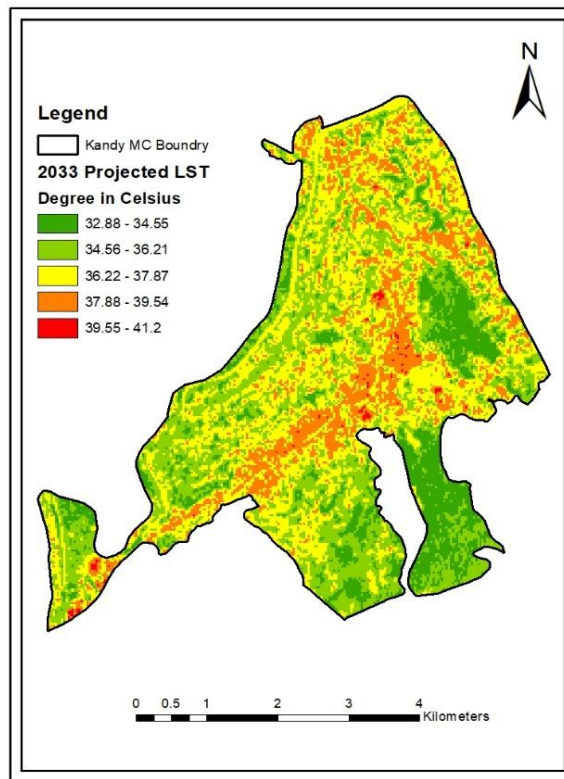 N
Legend
Kandy MC Boundry
2033 Projected LST
Degree in Celsius
32.88 - 34.55
34.56 - 36.21
36.22 - 37.87
37.88 - 39.54
39.55 - 41.2
0 0.5 1 2 3 4
Kilometers